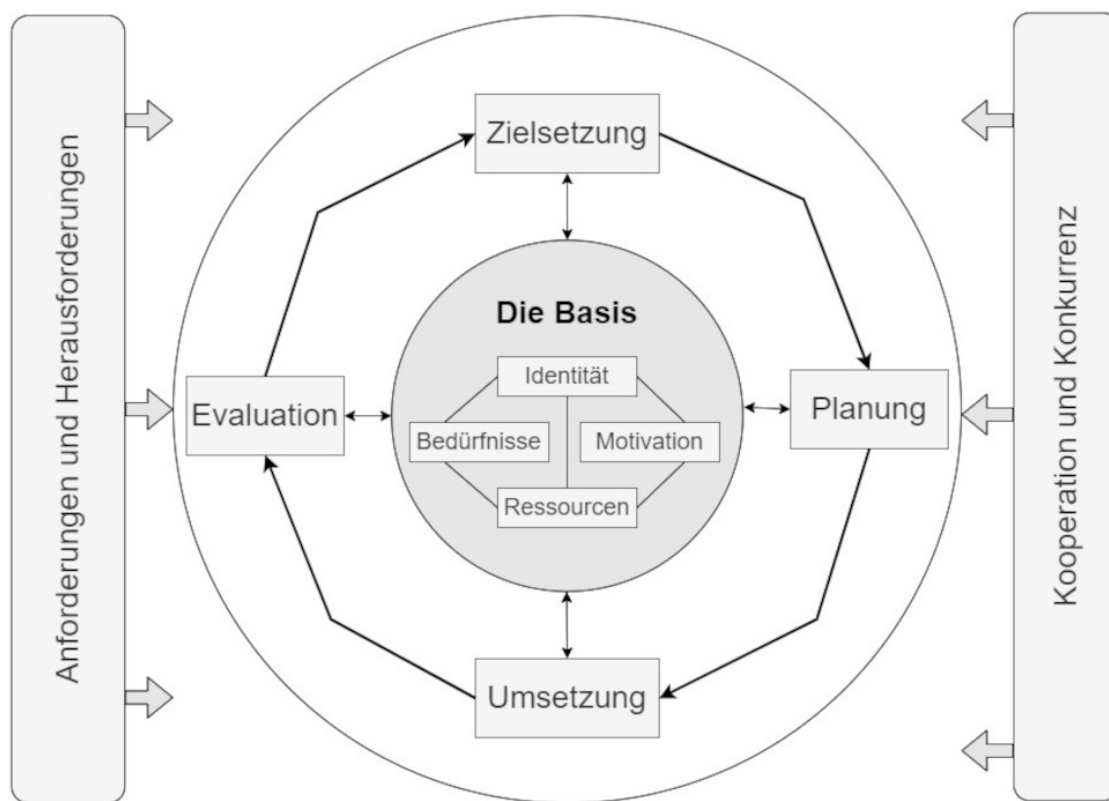 Anforderungen und Herausforderungen
Zielsetzung
Die Basis
Identität
Bedürfnisse
Motivation
Ressourcen
Evaluation
Planung
Umsetzung
Kooperation und Konkurrenz